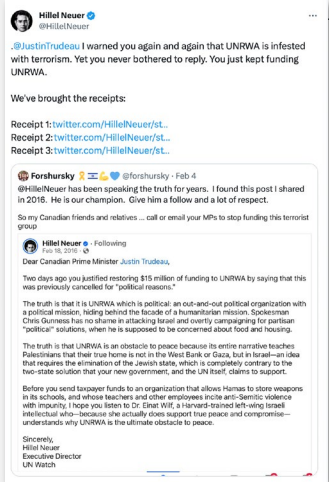 Hillel Neuer
@HillelNeuer
.@JustinTrudeau I warned you again and again that UNRWA is infested
with terrorism. Yet you never bothered to reply. You just kept funding
UNRWA.
We've brought the receipts:
Receipt 1:twitter.com/HillelNeuer/st...
Receipt 2:twitter.com/HillelNeuer/st...
Receipt 3:twitter.com/HillelNeuer/st...
Forshursky 🎗️🇮🇱💪💙 @forshursky · Feb 4
@HillelNeuer has been speaking the truth for years. I found this post I shared
in 2016. He is our champion. Give him a follow and a lot of respect.
So my Canadian friends and relatives ... call or email your MPs to stop funding this terrorist
group
Hillel Neuer · Following
Feb 18, 2016 ·
Dear Canadian Prime Minister Justin Trudeau,
Two days ago you justified restoring $15 million of funding to UNRWA by saying that this
was previously cancelled for "political reasons."
The truth is that it is UNRWA which is political: an out-and-out political organization with
a political mission, hiding behind the facade of a humanitarian mission. Spokesman
Chris Gunness has no shame in attacking Israel and overtly campaigning for partisan
"political" solutions, when he is supposed to be concerned about food and housing.
The truth is that UNRWA is an obstacle to peace because its entire narrative teaches
Palestinians that their true home is not in the West Bank or Gaza, but in Israel—an idea
that requires the elimination of the Jewish state, which is completely contrary to the
two-state solution that your new government, and the UN itself, claims to support.
Before you send taxpayer funds to an organization that allows Hamas to store weapons
in its schools, and whose teachers and other employees incite anti-Semitic violence
with impunity, I hope you listen to Dr. Einat Wilf, a Harvard-trained left-wing Israeli
intellectual who—because she actually does support true peace and compromise—
understands why UNRWA is the ultimate obstacle to peace.
Sincerely,
Hillel Neuer
Executive Director
UN Watch